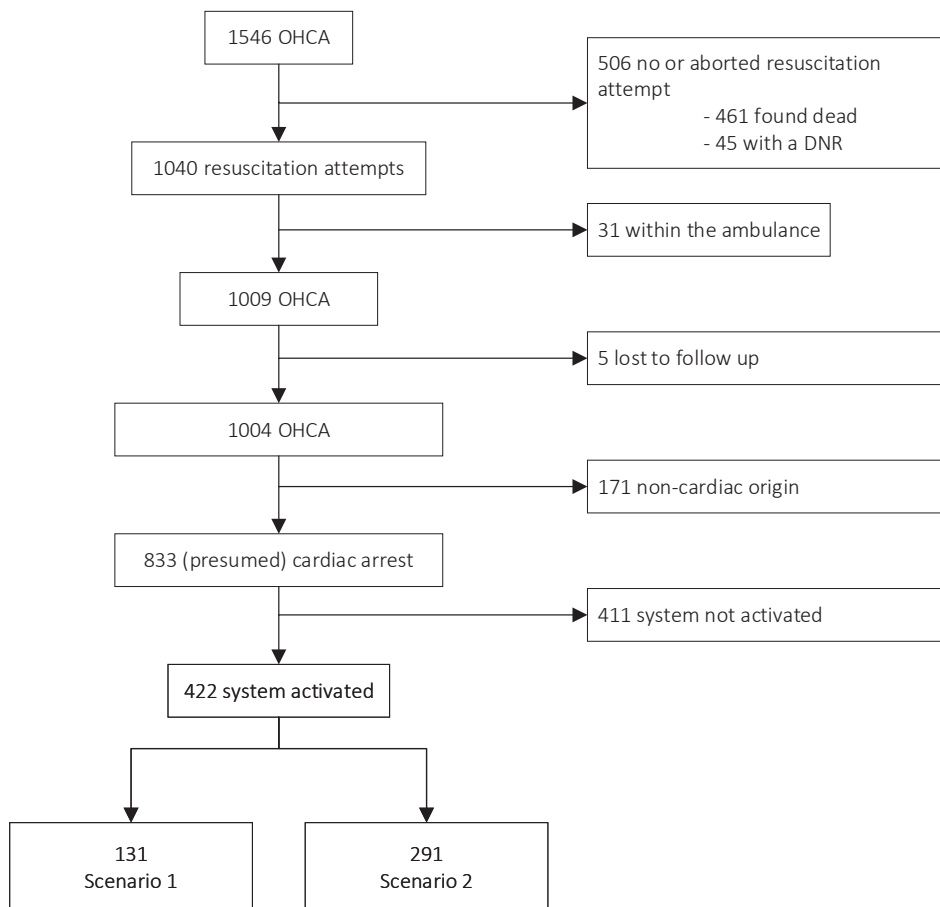 1546 OHCA
506 no or aborted resuscitation
attempt
- 461 found dead
- 45 with a DNR
1040 resuscitation attempts
31 within the ambulance
1009 OHCA
5 lost to follow up
1004 OHCA
171 non-cardiac origin
833 (presumed) cardiac arrest
411 system not activated
422 system activated
131
Scenario 1
291
Scenario 2